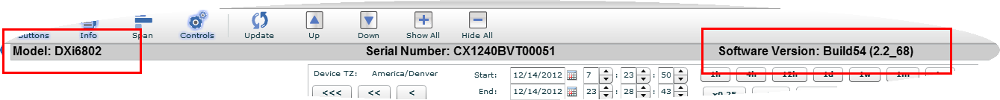 Buttons Info Span Controls Update Up Down Show All Hide All
Model: DXi6802 Serial Number: CX1240BVT00051 Software Version: Build54 (2.2_68)
Device TZ: America/Denver Start: 12/14/2012 7 : 23 : 50 1h 4h 12h 1d 1w 1m
<<< << < End: 12/14/2012 23 : 28 : 43 x0.25